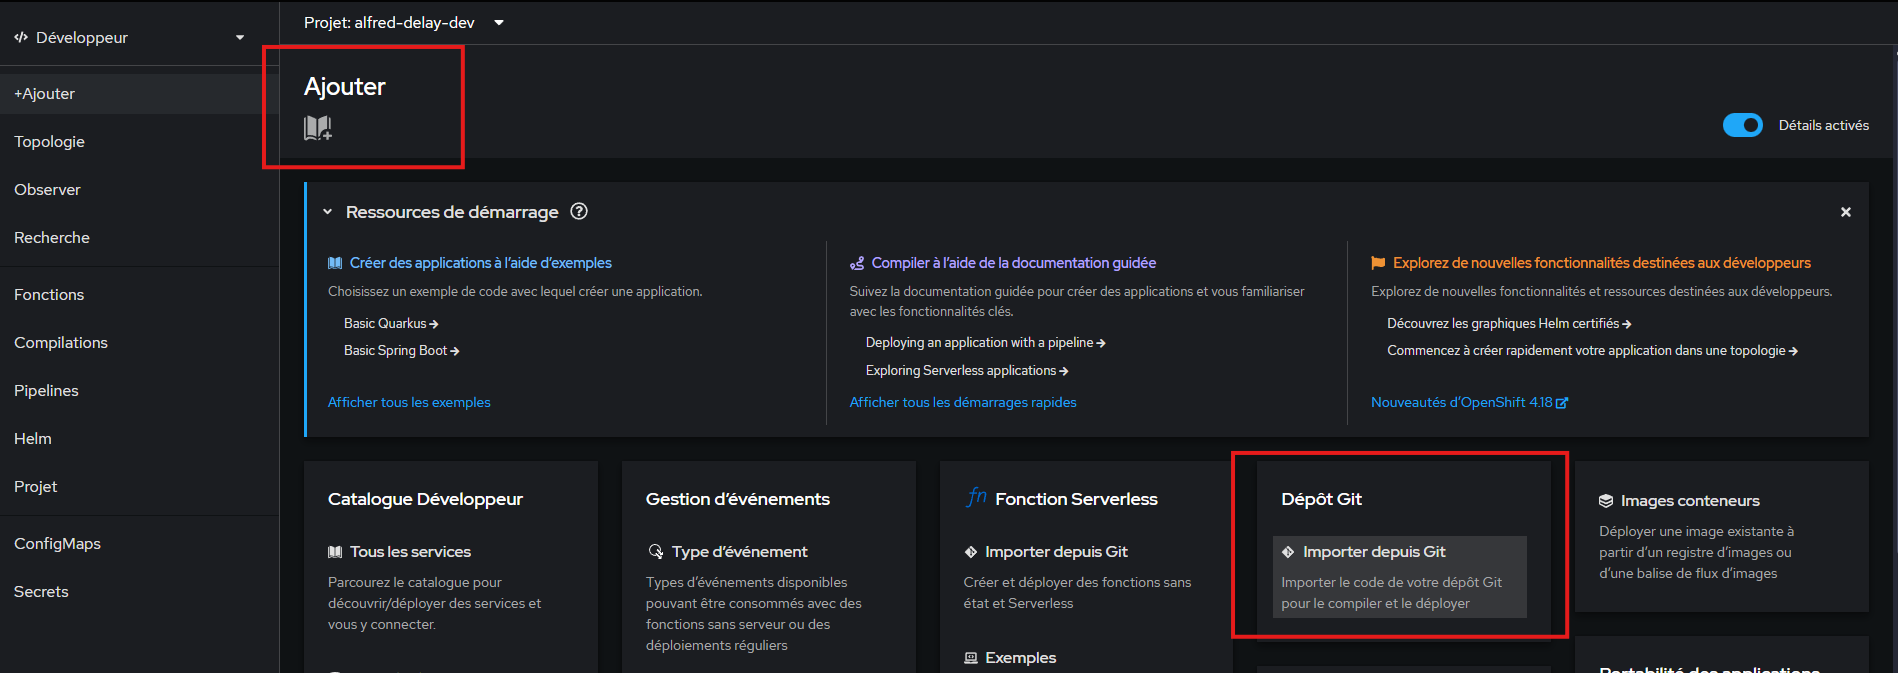 Développeur
Projet: alfred-delay-dev
+Ajouter
Topologie
Observer
Recherche
Fonctions
Compilations
Pipelines
Helm
Projet
ConfigMaps
Secrets
Ajouter
Détails activés
Ressources de démarrage
Créer des applications à l'aide d'exemples
Choisissez un exemple de code avec lequel créer une application.
Basic Quarkus
Basic Spring Boot
Afficher tous les exemples
Compiler à l'aide de la documentation guidée
Suivez la documentation guidée pour créer des applications et vous familiariser
avec les fonctionnalités clés.
Deploying an application with a pipeline
Exploring Serverless applications
Afficher tous les démarrages rapides
Explorez de nouvelles fonctionnalités destinées aux développeurs
Explorez de nouvelles fonctionnalités et ressources destinées aux développeurs.
Découvrez les graphiques Helm certifiés
Commencez à créer rapidement votre application dans une topologie
Nouveautés d'OpenShift 4.18
Catalogue Développeur
Tous les services
Parcourez le catalogue pour
découvrir/déployer des services et
vous y connecter.
Gestion d'événements
Type d'événement
Types d'événements disponibles
pouvant être consommés avec des
fonctions sans serveur ou des
déploiements réguliers
fn Fonction Serverless
Importer depuis Git
Créer et déployer des fonctions sans
état et Serverless
Exemples
Dépôt Git
Importer depuis Git
Importer le code de votre dépôt Git
pour le compiler et le déployer
Images conteneurs
Déployer une image existante à
partir d'un registre d'images ou
d'une balise de flux d'images
Portabilité des applications